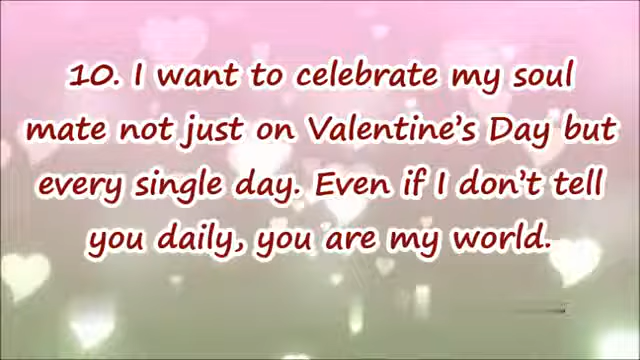 10. I want to celebrate my soul
mate not just on Valentine's Day but
every single day. Even if I don't tell
you daily, you are my world.